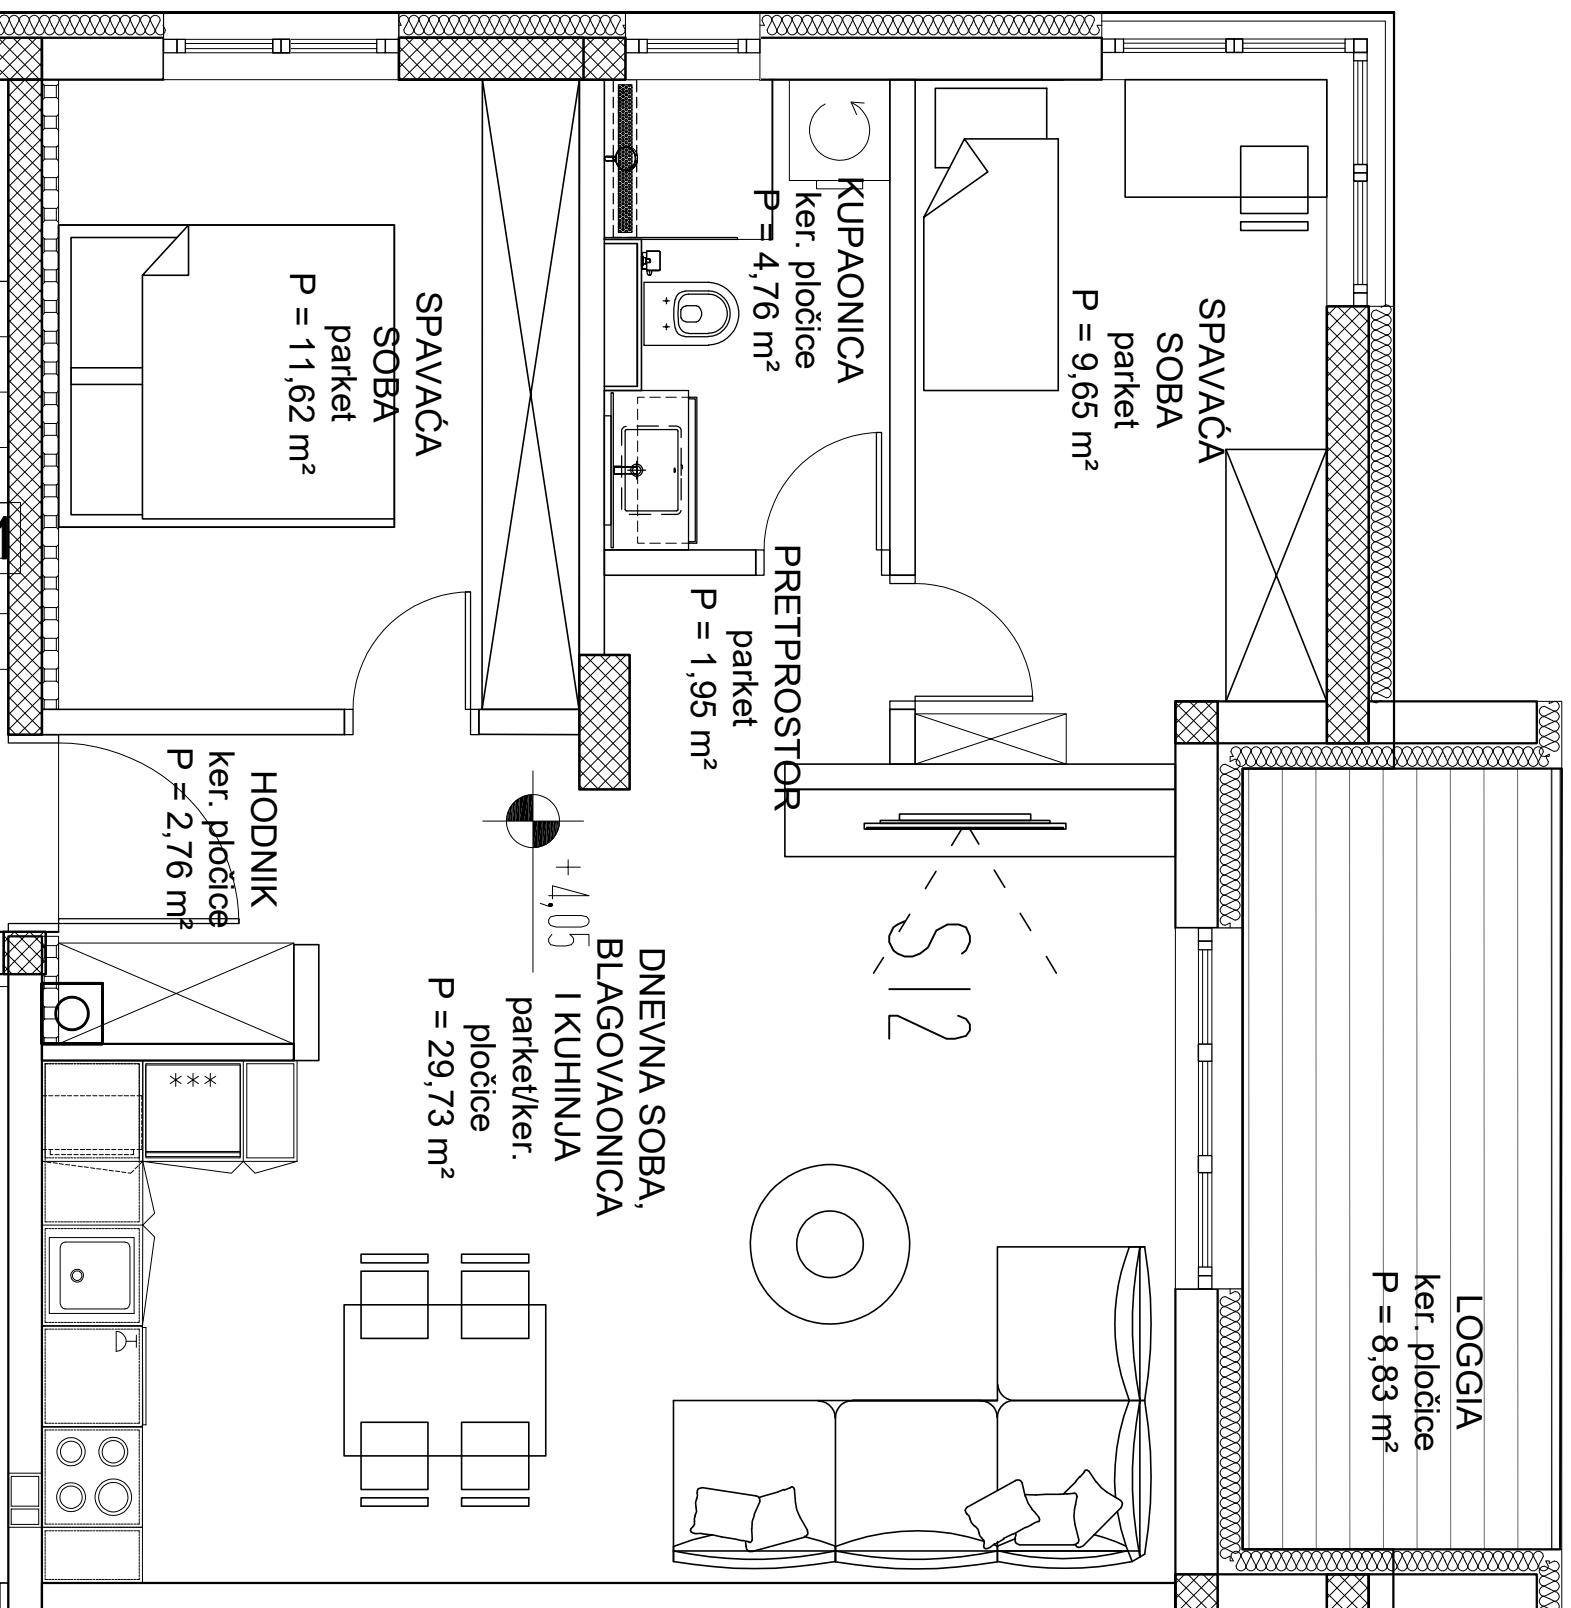 SPAVAĆA
SOBA
parket
P = 11,62 m²
KUPAONICA
ker. pločice
P = 4,76 m²
SPAVAĆA
SOBA
parket
P = 9,65 m²
PRETPROSTOR
parket
P = 1,95 m²
HODNIK
ker. pločice
P = 2,76 m²
+4,05
S12
DNEVNA SOBA,
BLAGOVAONICA
I KUHINJA
parket/ker.
pločice
P = 29,73 m²
LOGGIA
ker. pločice
P = 8,83 m²
***